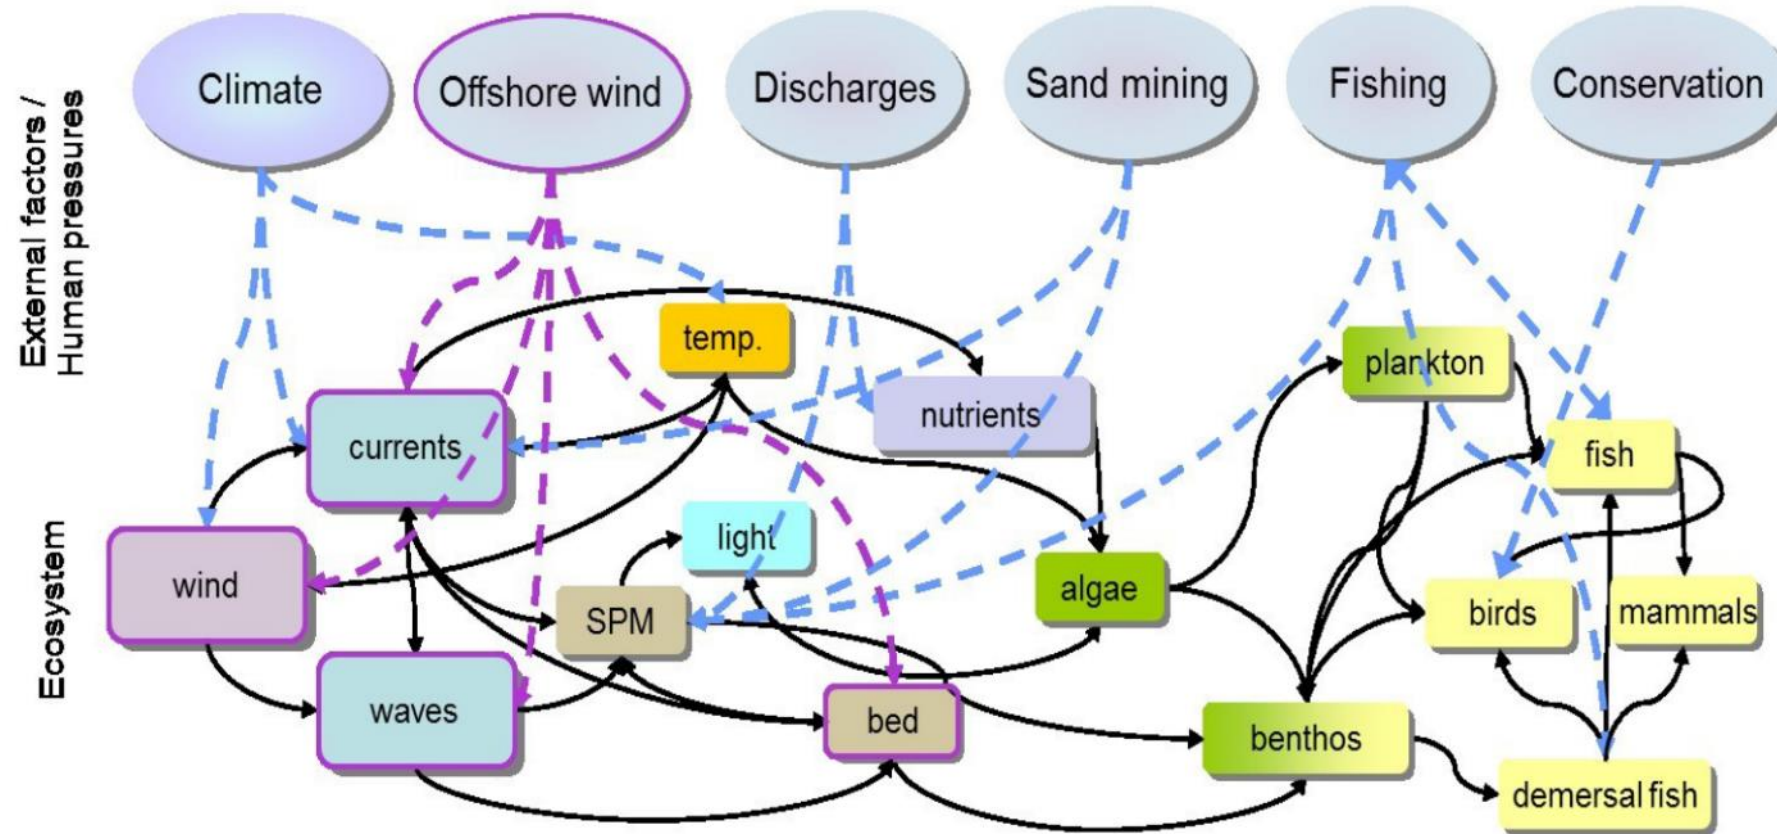 External factors /
Human pressures
Climate
Offshore wind
Discharges
Sand mining
Fishing
Conservation
Ecosystem
temp.
plankton
nutrients
currents
fish
light
wind
algae
SPM
birds
mammals
waves
bed
benthos
demersal fish